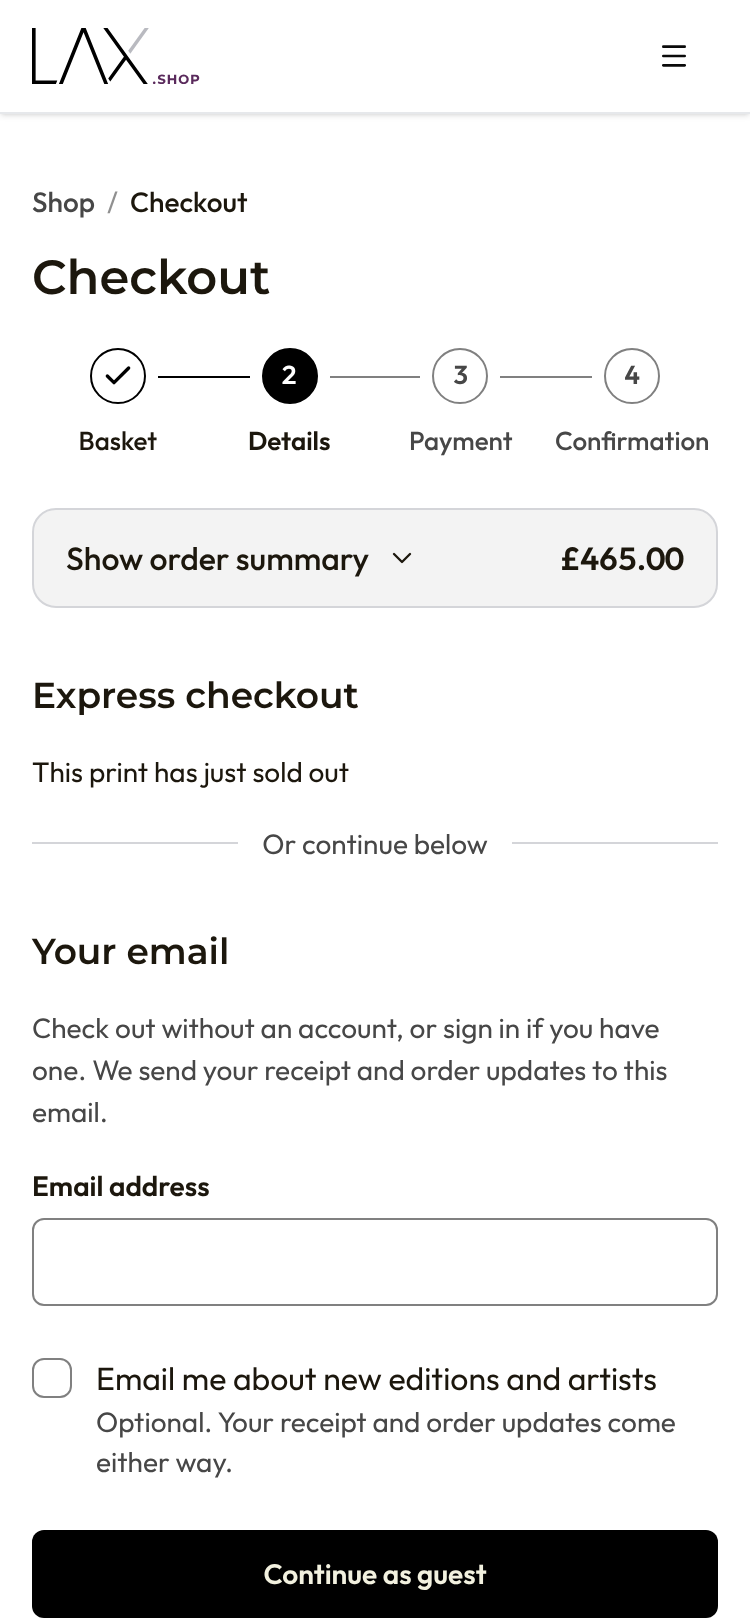 LAX.SHOP
Shop / Checkout
Checkout
2 3 4
Basket Details Payment Confirmation
Show order summary £465.00
Express checkout
This print has just sold out
Or continue below
Your email
Check out without an account, or sign in if you have
one. We send your receipt and order updates to this
email.
Email address
Email me about new editions and artists
Optional. Your receipt and order updates come
either way.
Continue as guest